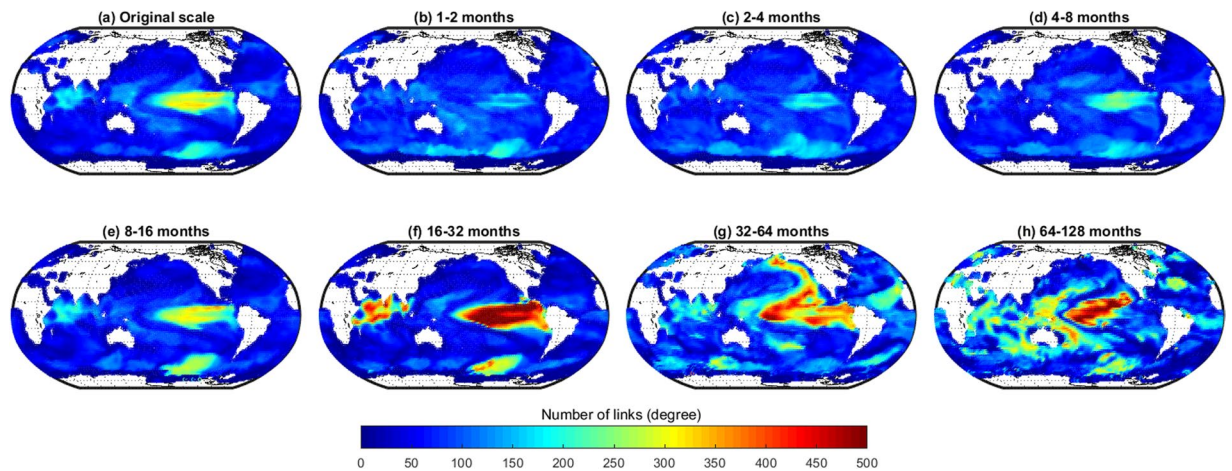 (a) Original scale
(b) 1-2 months
(c) 2-4 months
(d) 4-8 months
(e) 8-16 months
(f) 16-32 months
(g) 32-64 months
(h) 64-128 months
Number of links (degree)
0 50 100 150 200 250 300 350 400 450 500